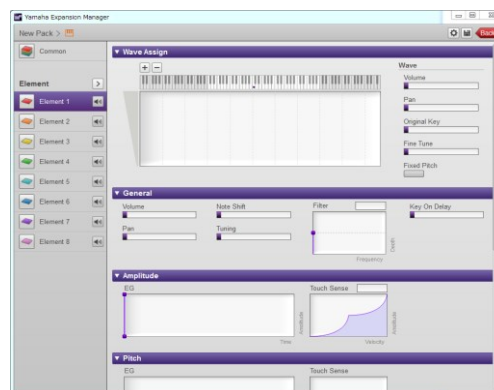 Yamaha Expansion Manager
New Pack >
Back
Common
Element
Element 1
Element 2
Element 3
Element 4
Element 5
Element 6
Element 7
Element 8
Wave Assign
Wave
Volume
Pan
Original Key
Fine Tune
Fixed Pitch
General
Volume
Note Shift
Filter
Key On Delay
Pan
Tuning
Depth
Frequency
Amplitude
EG
Touch Sense
Amplitude
Amplitude
Time
Velocity
Pitch
EG
Touch Sense